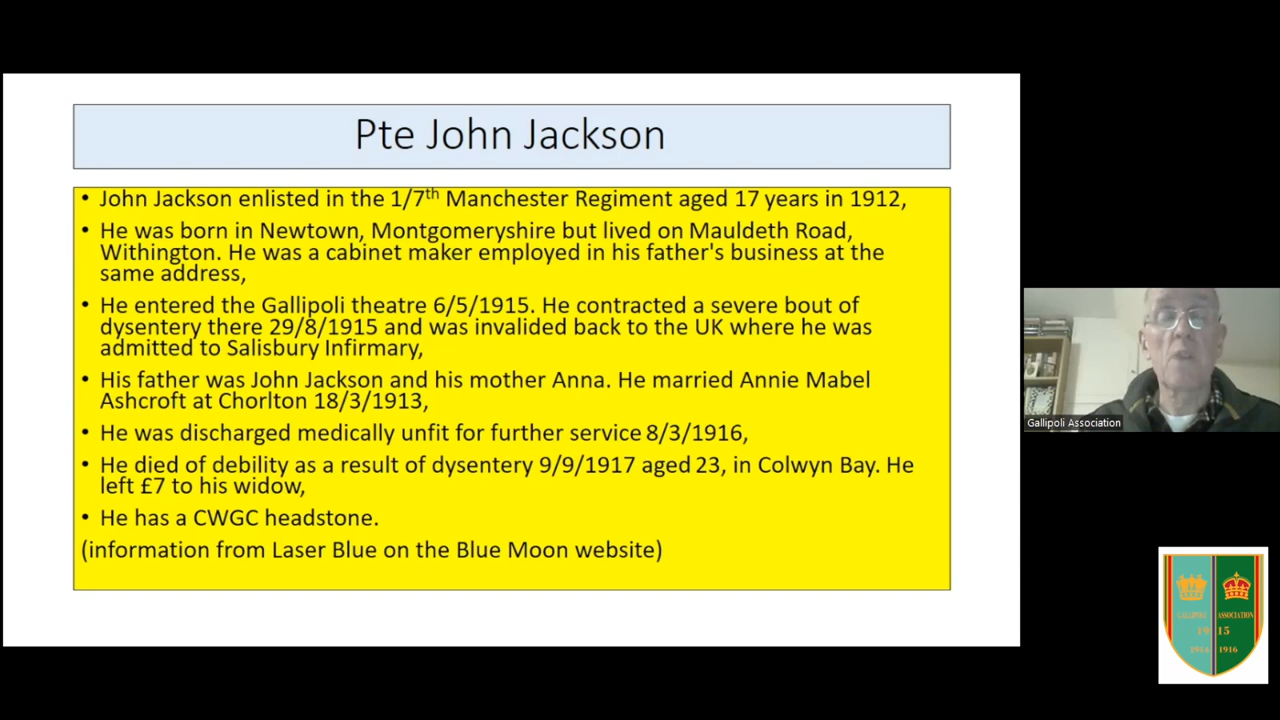 Pte John Jackson
• John Jackson enlisted in the 1/7th Manchester Regiment aged 17 years in 1912,
• He was born in Newtown, Montgomeryshire but lived on Mauldeth Road,
Withington. He was a cabinet maker employed in his father's business at the
same address,
• He entered the Gallipoli theatre 6/5/1915. He contracted a severe bout of
dysentery there 29/8/1915 and was invalided back to the UK where he was
admitted to Salisbury Infirmary,
• His father was John Jackson and his mother Anna. He married Annie Mabel
Ashcroft at Chorlton 18/3/1913,
• He was discharged medically unfit for further service 8/3/1916,
• He died of debility as a result of dysentery 9/9/1917 aged 23, in Colwyn Bay. He
left £7 to his widow,
• He has a CWGC headstone.
(information from Laser Blue on the Blue Moon website)
Gallipoli Association
GALLIPOLI ASSOCIATION
1915
1916